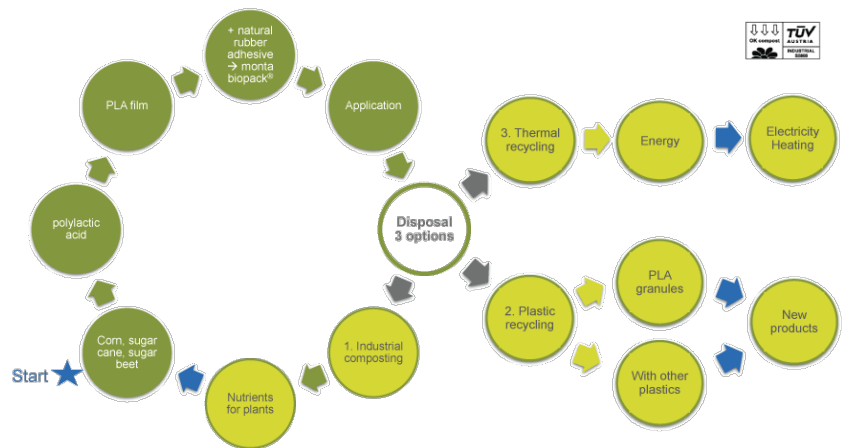 + natural
rubber
adhesive
→ monta
biopack®
PLA film
Application
polylactic
acid
Disposal
3 options
Corn, sugar
cane, sugar
beet
Start
Nutrients
for plants
1. Industrial
composting
3. Thermal
recycling
Energy
Electricity
Heating
2. Plastic
recycling
PLA
granules
With other
plastics
New
products
OK compost
TÜV
AUSTRIA
INDUSTRIAL